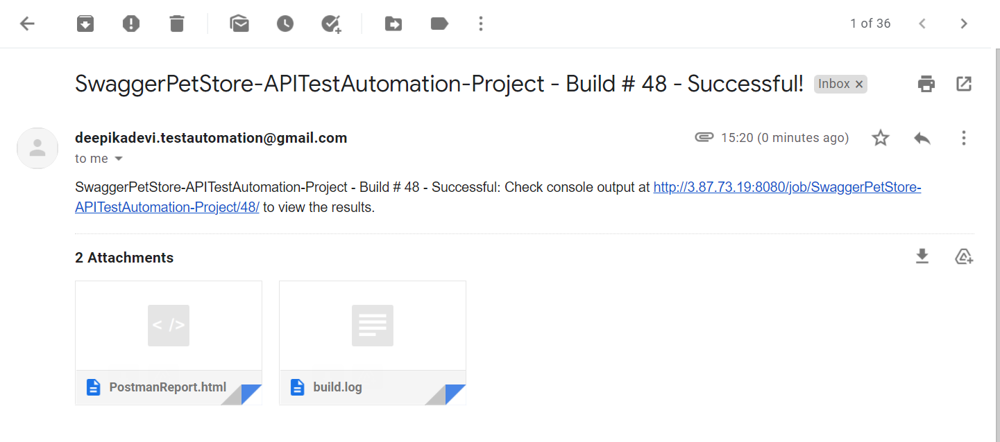 1 of 36
SwaggerPetStore-APITestAutomation-Project - Build # 48 - Successful! Inbox ×
deepikadevi.testautomation@gmail.com 15:20 (0 minutes ago)
to me
SwaggerPetStore-APITestAutomation-Project - Build # 48 - Successful: Check console output at http://3.87.73.19:8080/job/SwaggerPetStore-
APITestAutomation-Project/48/ to view the results.
2 Attachments
< />
PostmanReport.html build.log